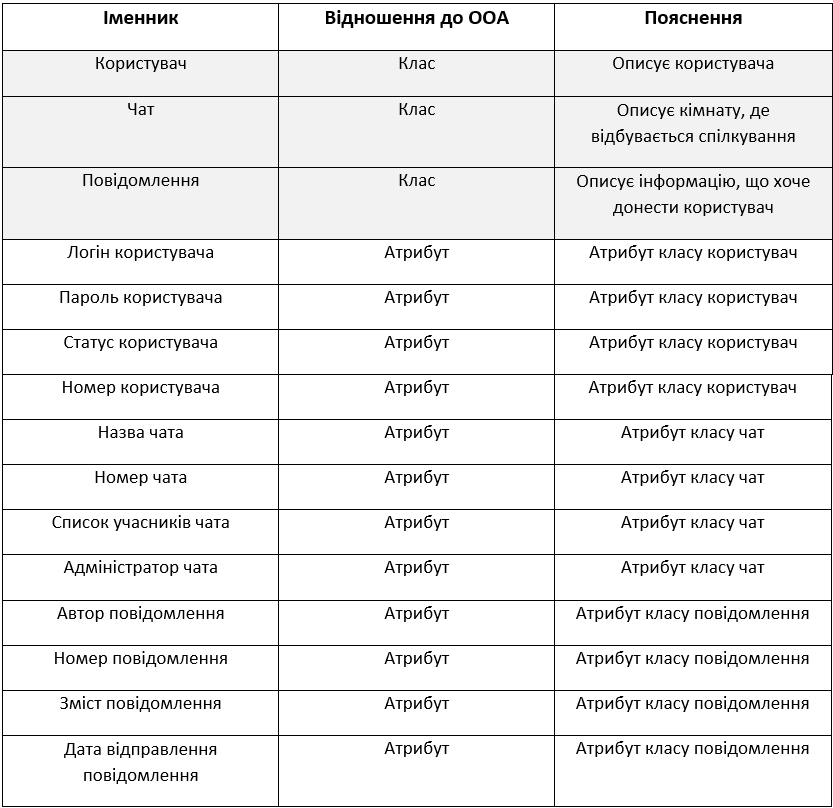 Іменник Відношення до ООА Пояснення
Користувач Клас Описує користувача
Чат Клас Описує кімнату, де
відбувається спілкування
Повідомлення Клас Описує інформацію, що хоче
донести користувач
Логін користувача Атрибут Атрибут класу користувач
Пароль користувача Атрибут Атрибут класу користувач
Статус користувача Атрибут Атрибут класу користувач
Номер користувача Атрибут Атрибут класу користувач
Назва чата Атрибут Атрибут класу чат
Номер чата Атрибут Атрибут класу чат
Список учасників чата Атрибут Атрибут класу чат
Адміністратор чата Атрибут Атрибут класу чат
Автор повідомлення Атрибут Атрибут класу повідомлення
Номер повідомлення Атрибут Атрибут класу повідомлення
Зміст повідомлення Атрибут Атрибут класу повідомлення
Дата відправлення Атрибут Атрибут класу повідомлення
повідомлення